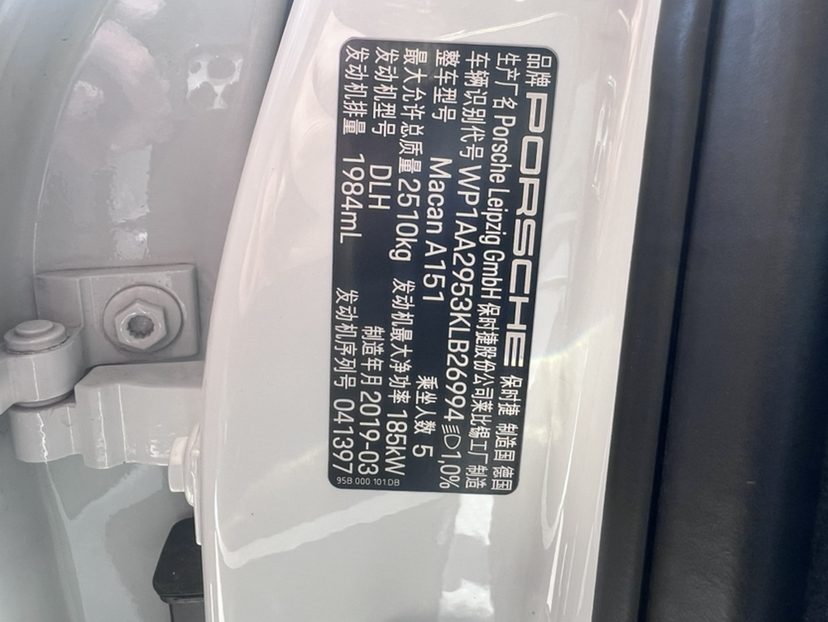 品牌 PORSCHE 保时捷 制造国 德国
生产厂名 Porsche Leipzig GmbH 保时捷股份公司莱比锡工厂制造
车辆识别代号 WP1AA2953KLB26994 1,0%
整车型号 Macan A151 乘坐人数 5
最大允许总质量 2510kg 发动机最大净功率 185kW
发动机型号 DLH 制造年月 2019-03
发动机排量 1984mL 发动机序列号 041397
95B 000 101 DB